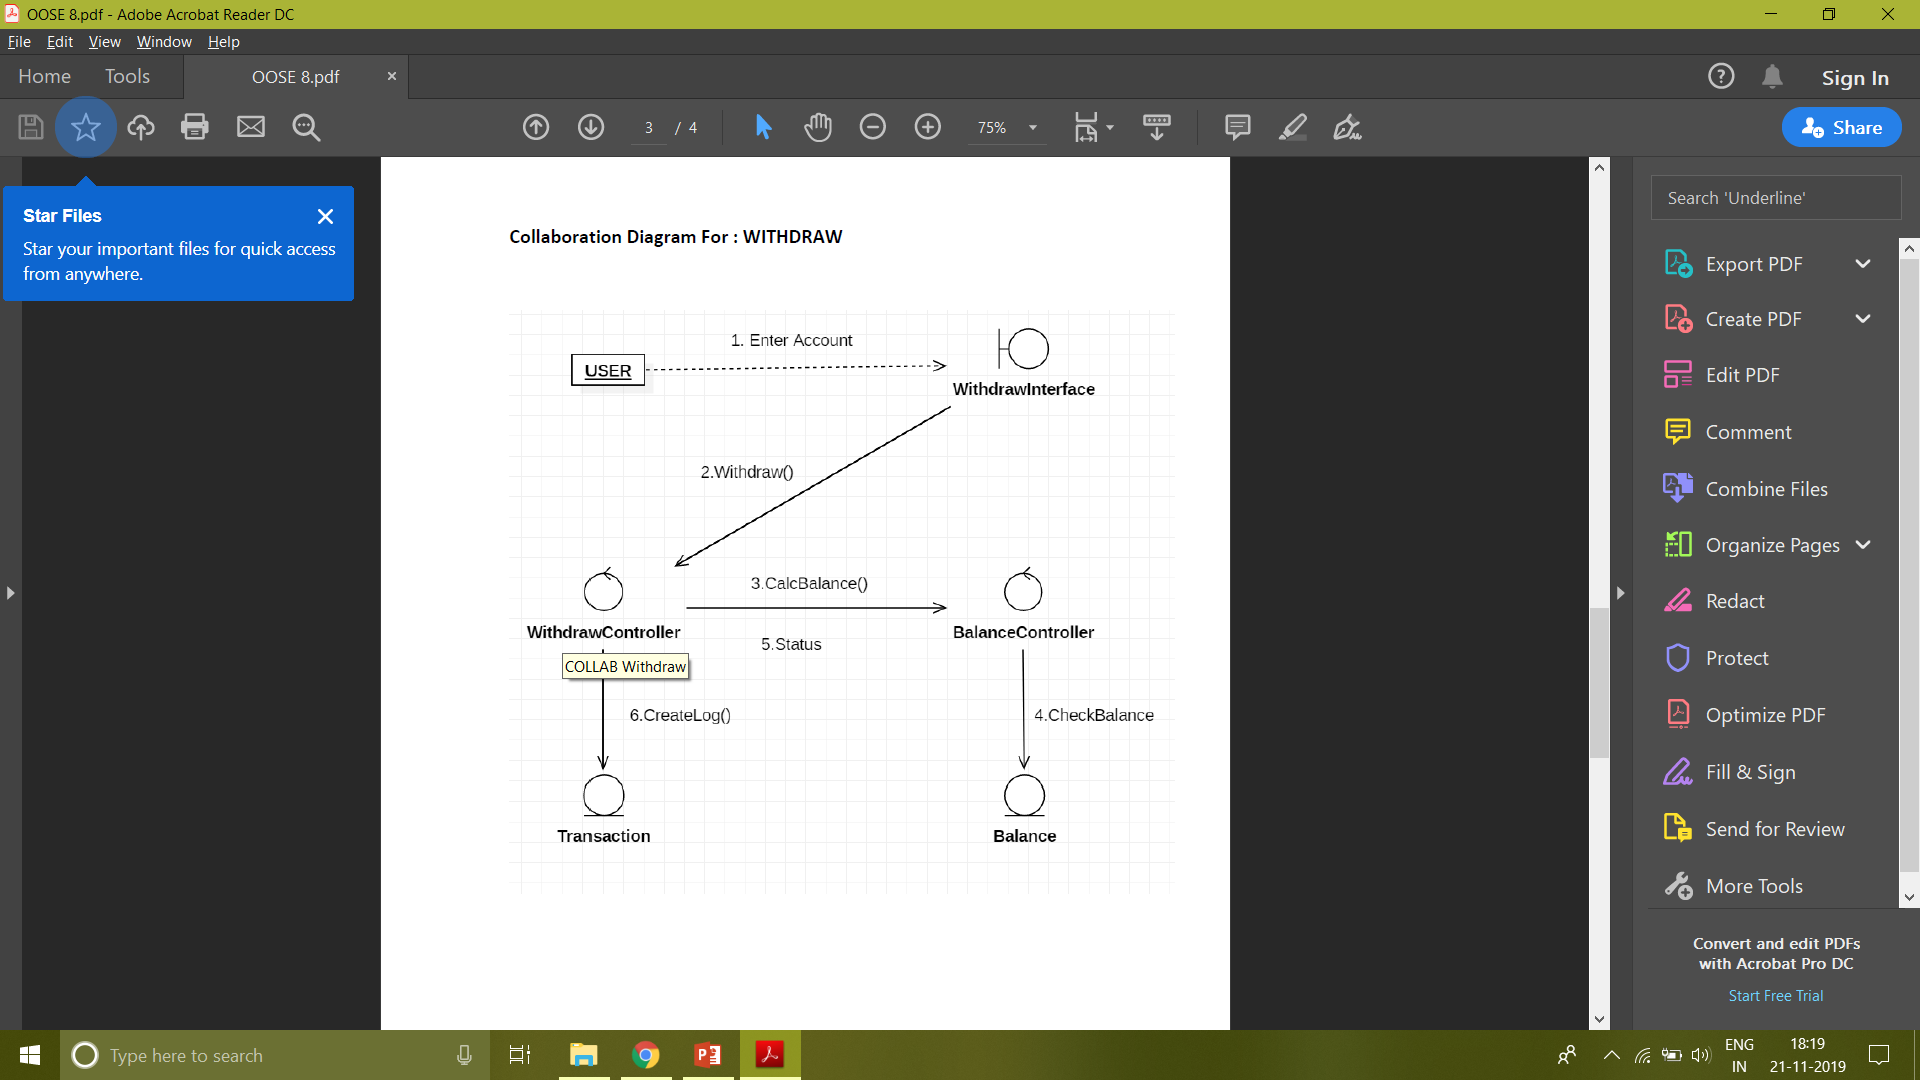 OOSE 8.pdf - Adobe Acrobat Reader DC
File Edit View Window Help
Home Tools OOSE 8.pdf × Sign In
3 / 4 75% Share
Star Files
Star your important files for quick access
from anywhere.
Collaboration Diagram For : WITHDRAW
1. Enter Account
USER
WithdrawInterface
2.Withdraw()
3.CalcBalance()
WithdrawController
BalanceController
5.Status
COLLAB Withdraw
6.CreateLog()
4.CheckBalance
Transaction
Balance
Search 'Underline'
Export PDF
Create PDF
Edit PDF
Comment
Combine Files
Organize Pages
Redact
Protect
Optimize PDF
Fill & Sign
Send for Review
More Tools
Convert and edit PDFs
with Acrobat Pro DC
Start Free Trial
Type here to search
ENG
IN
18:19
21-11-2019